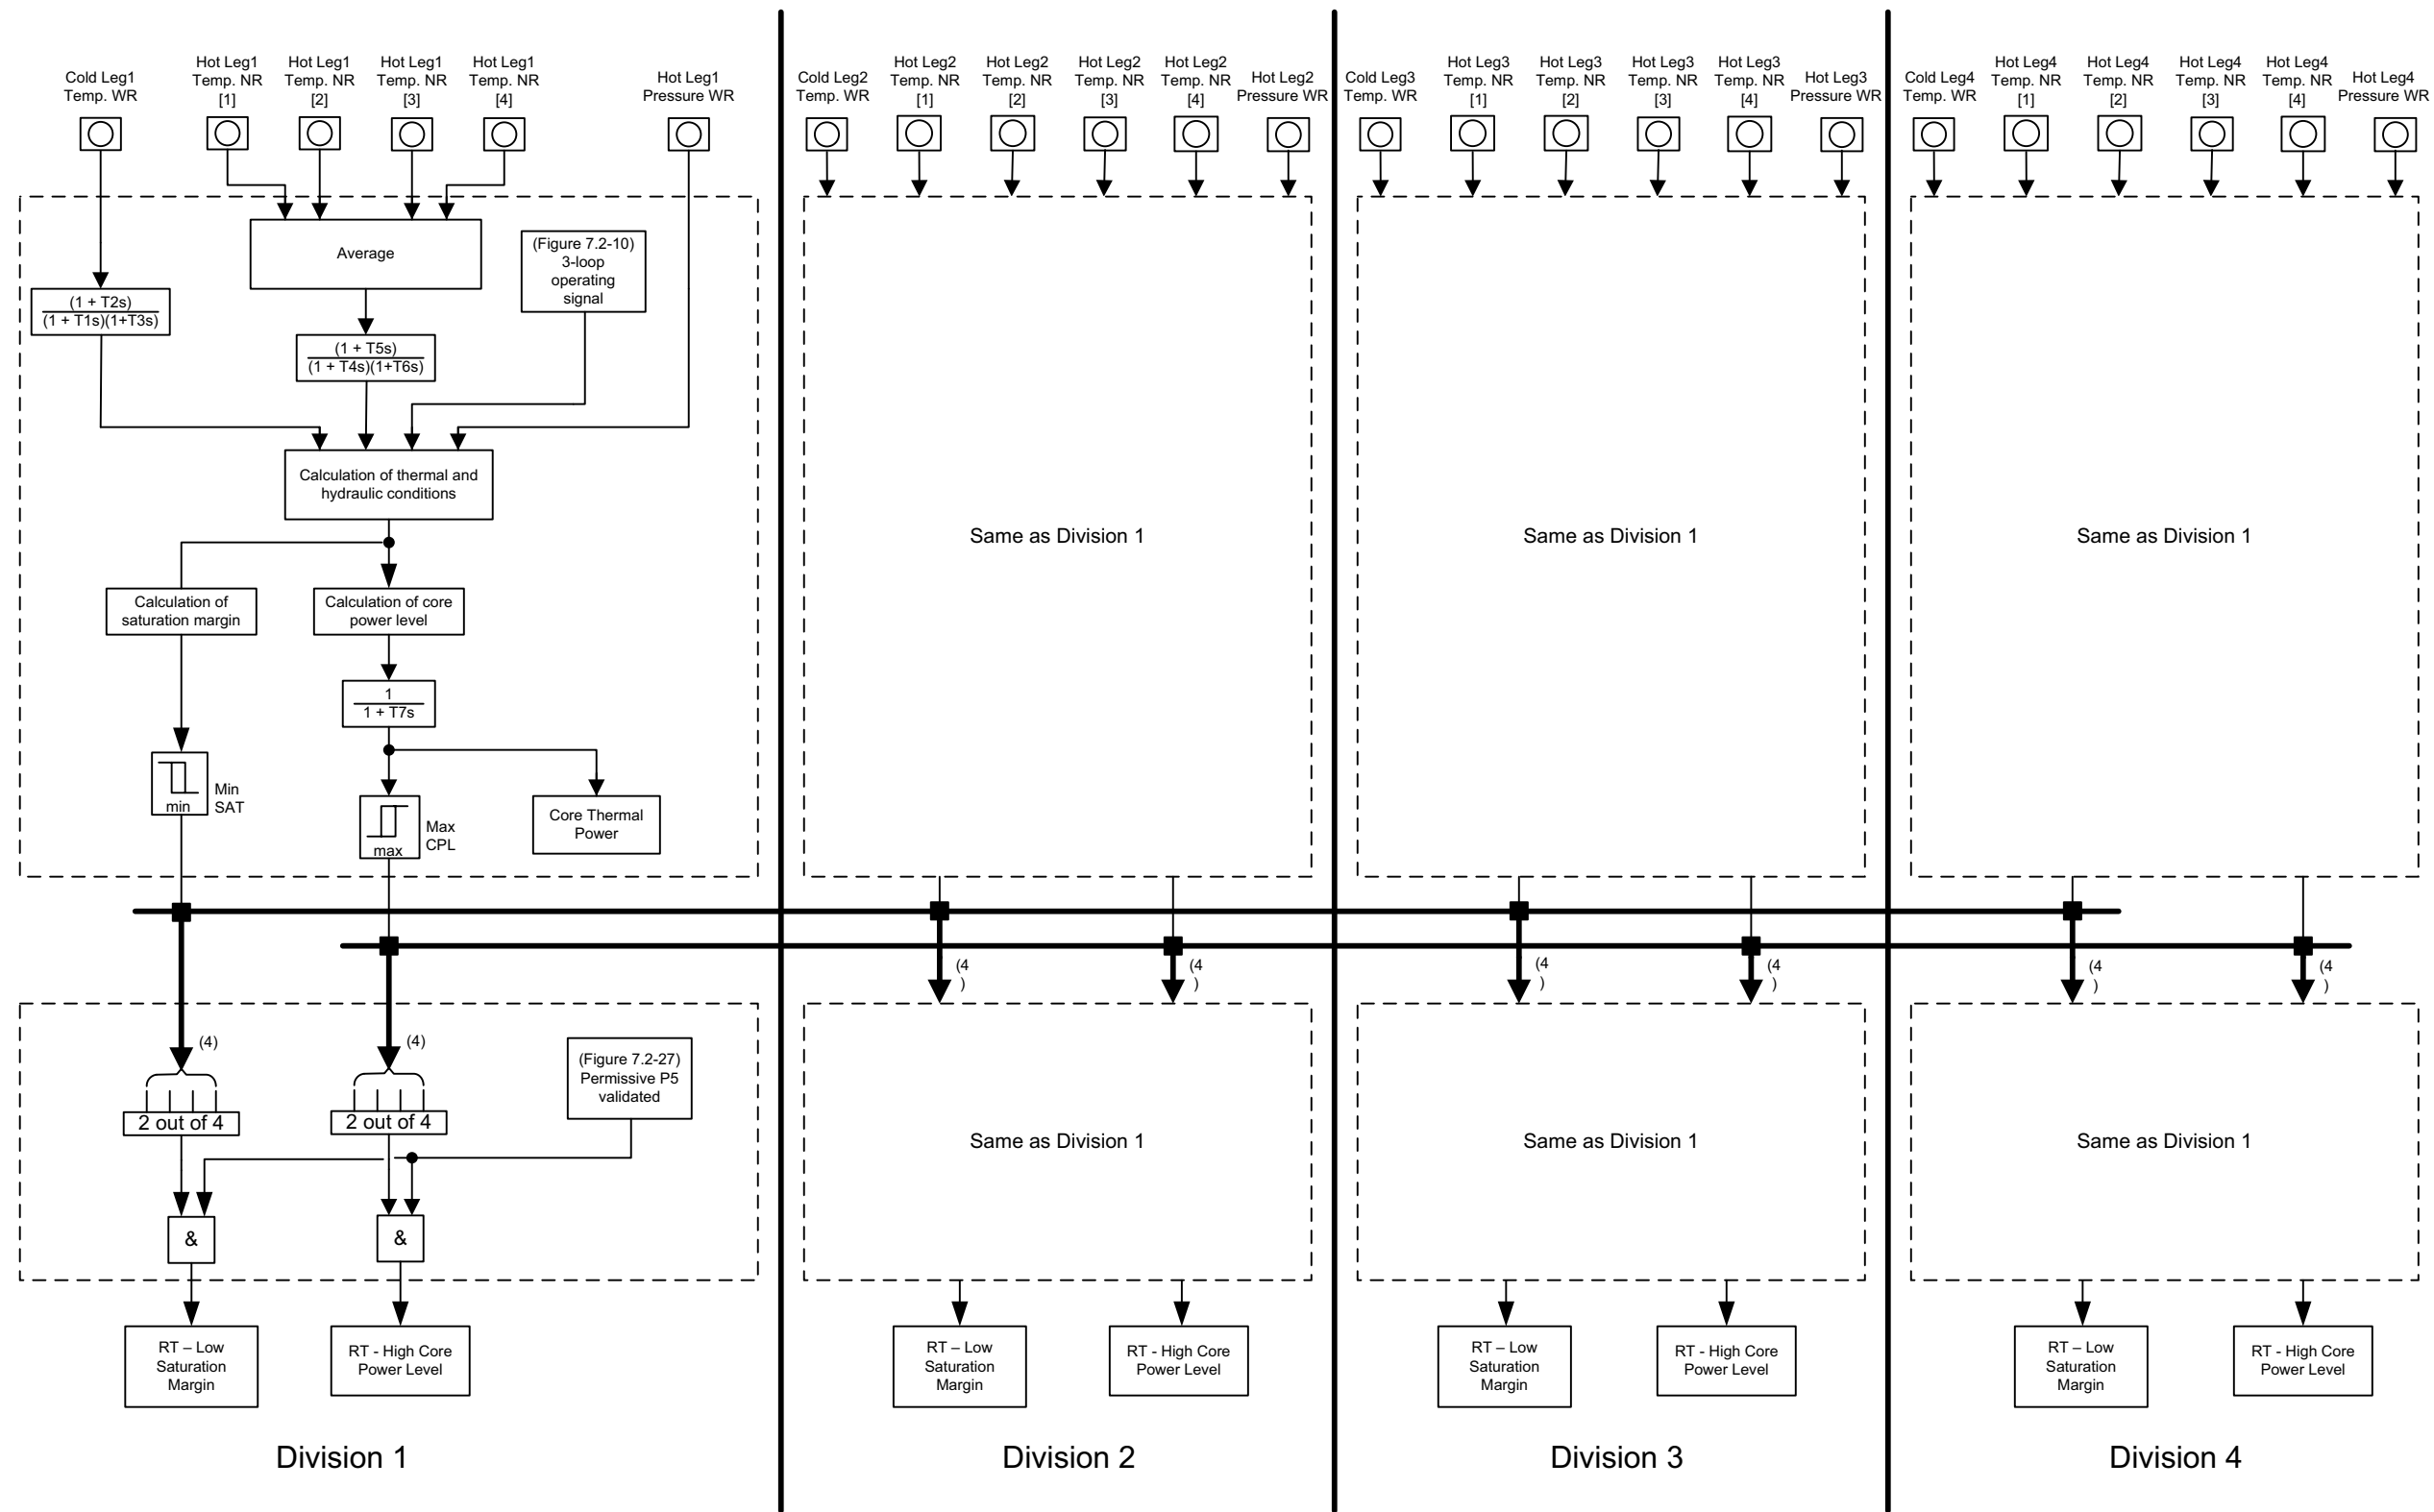 Cold Leg1
Temp. WR
Hot Leg1
Temp. NR
[1]
Hot Leg1
Temp. NR
[2]
Hot Leg1
Temp. NR
[3]
Hot Leg1
Temp. NR
[4]
Hot Leg1
Pressure WR
Average
(Figure 7.2-10)
3-loop
operating
signal
(1 + T2s)
(1 + T1s)(1+T3s)
(1 + T5s)
(1 + T4s)(1+T6s)
Calculation of thermal and
hydraulic conditions
Calculation of
saturation margin
Calculation of core
power level
1
1 + T7s
min
Min
SAT
max
Max
CPL
Core Thermal
Power
(4)
(4)
2 out of 4
2 out of 4
(Figure 7.2-27)
Permissive P5
validated
&
&
RT – Low
Saturation
Margin
RT - High Core
Power Level
Division 1
Cold Leg2
Temp. WR
Hot Leg2
Temp. NR
[1]
Hot Leg2
Temp. NR
[2]
Hot Leg2
Temp. NR
[3]
Hot Leg2
Temp. NR
[4]
Hot Leg2
Pressure WR
Same as Division 1
(4
)
(4
)
Same as Division 1
RT – Low
Saturation
Margin
RT - High Core
Power Level
Division 2
Cold Leg3
Temp. WR
Hot Leg3
Temp. NR
[1]
Hot Leg3
Temp. NR
[2]
Hot Leg3
Temp. NR
[3]
Hot Leg3
Temp. NR
[4]
Hot Leg3
Pressure WR
Same as Division 1
(4
)
(4
)
Same as Division 1
RT – Low
Saturation
Margin
RT - High Core
Power Level
Division 3
Cold Leg4
Temp. WR
Hot Leg4
Temp. NR
[1]
Hot Leg4
Temp. NR
[2]
Hot Leg4
Temp. NR
[3]
Hot Leg4
Temp. NR
[4]
Hot Leg4
Pressure WR
Same as Division 1
(4
)
(4
)
Same as Division 1
RT – Low
Saturation
Margin
RT - High Core
Power Level
Division 4